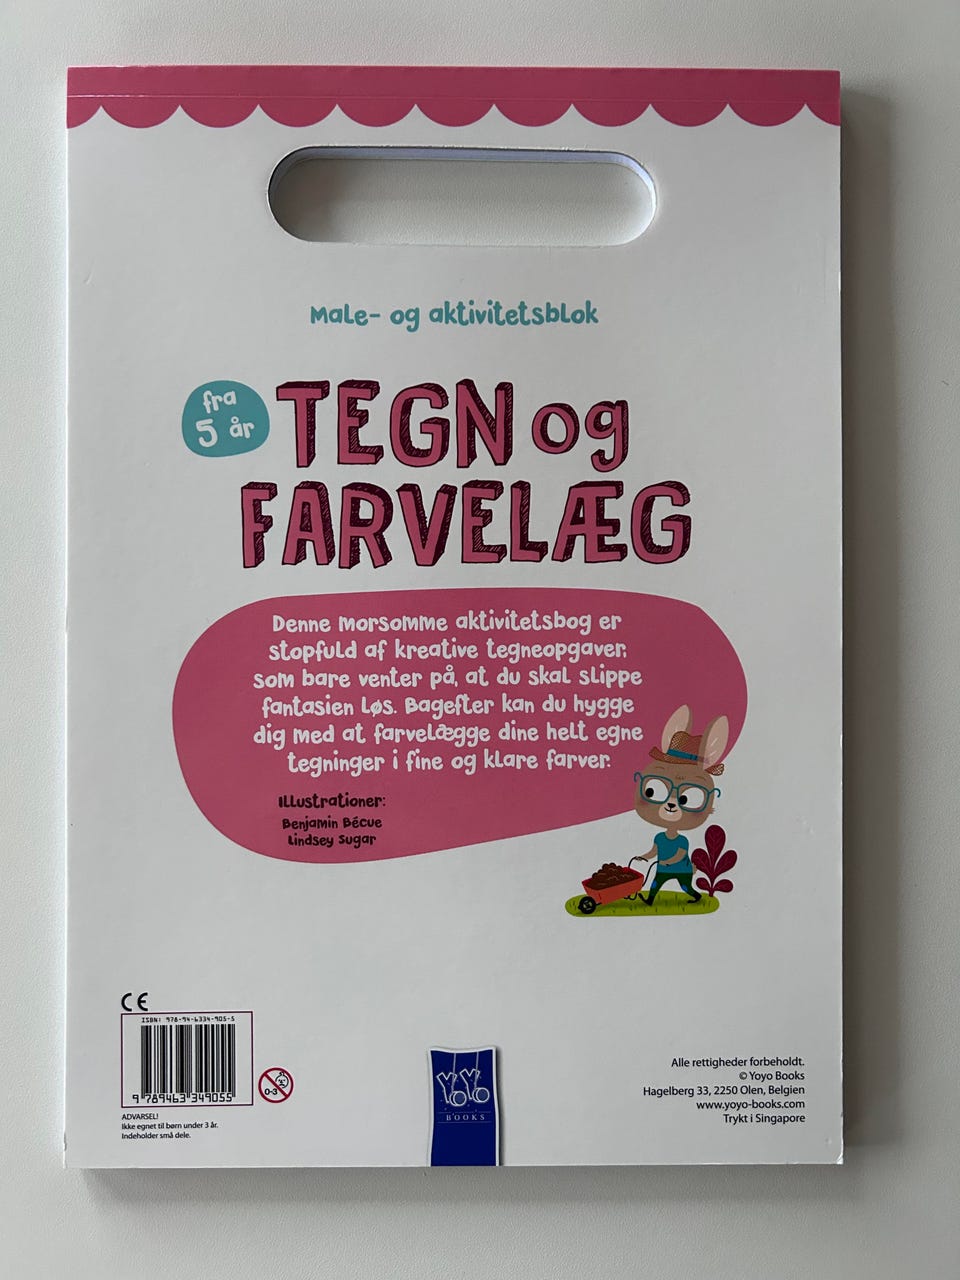 Male- og aktivitetsblok
fra
5 år
TEGN og
FARVELÆG
Denne morsomme aktivitetsbog er
stopfuld af kreative tegneopgaver,
som bare venter på, at du skal slippe
fantasien løs. Bagefter kan du hygge
dig med at farvelægge dine helt egne
tegninger i fine og klare farver.
Illustrationer:
Benjamin Bécue
Lindsey Sugar
CE
ISBN: 978-94-6334-905-5
9 789463 349055
0-3
ADVARSEL!
Ikke egnet til børn under 3 år.
Indeholder små dele.
YOYO
BOOKS
Alle rettigheder forbeholdt.
© Yoyo Books
Hagelberg 33, 2250 Olen, Belgien
www.yoyo-books.com
Trykt i Singapore